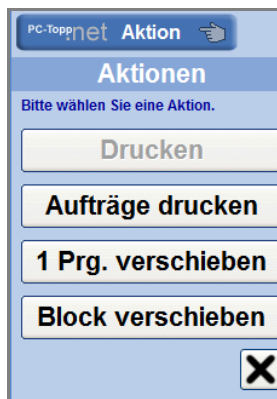 PC-Topp.net Aktion
Aktionen
Bitte wählen Sie eine Aktion.
Drucken
Aufträge drucken
1 Prg. verschieben
Block verschieben